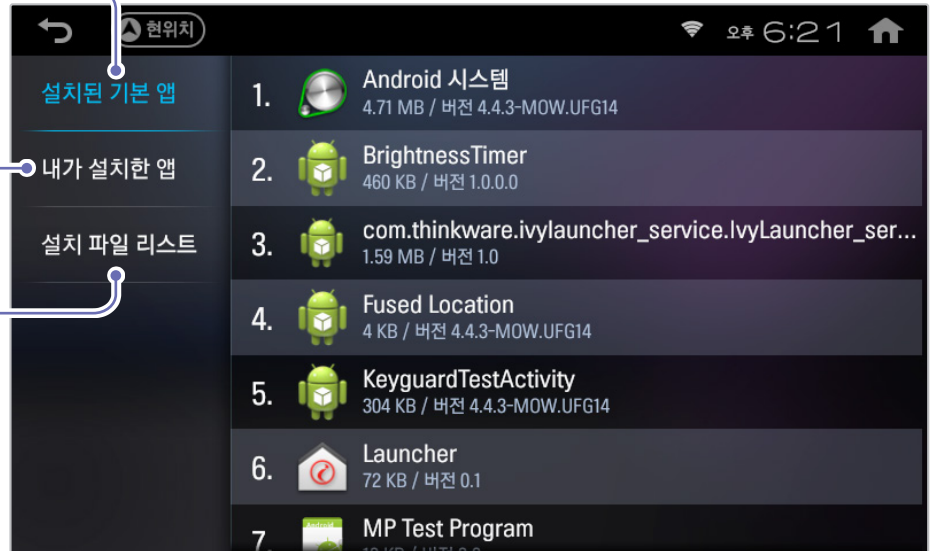 현위치
오후 6:21
설치된 기본 앱
내가 설치한 앱
설치 파일 리스트
1.
Android 시스템
4.71 MB / 버전 4.4.3-MOW.UFG14
2.
BrightnessTimer
460 KB / 버전 1.0.0.0
3.
com.thinkware.ivylauncher_service.IvyLauncher_ser...
1.59 MB / 버전 1.0
4.
Fused Location
4 KB / 버전 4.4.3-MOW.UFG14
5.
KeyguardTestActivity
304 KB / 버전 4.4.3-MOW.UFG14
6.
Launcher
72 KB / 버전 0.1
7.
Android
MP Test Program